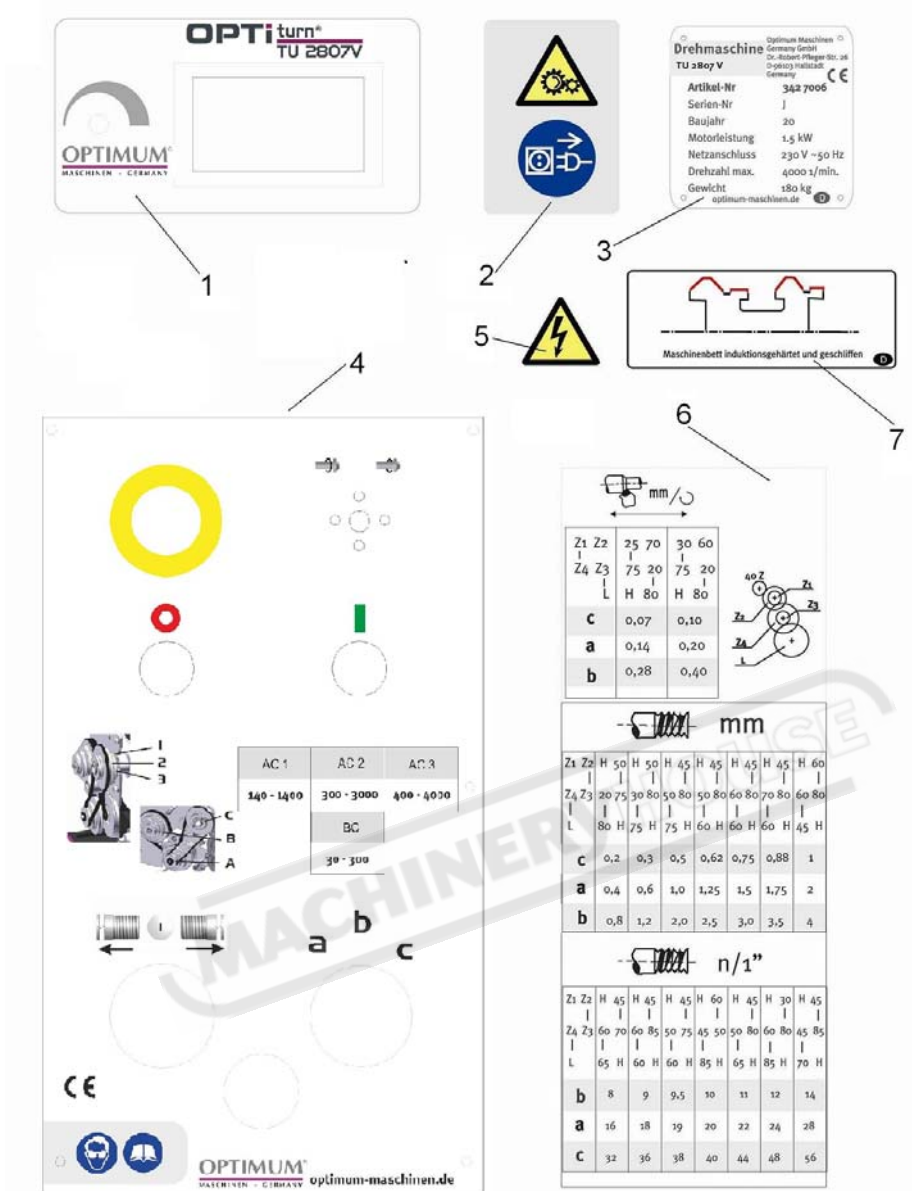 OPTi turn®
TU 2807V
OPTIMUM®
MASCHINEN - GERMANY
1
2
Drehmaschine
TU 2807 V
Optimum Maschinen
Germany GmbH
Dr.-Robert-Pfleger-Str. 26
D-96103 Hallstadt
Germany
CE
Artikel-Nr 342 7006
Serien-Nr J
Baujahr 20
Motorleistung 1.5 kW
Netzanschluss 230 V ~50 Hz
Drehzahl max. 4000 1/min.
Gewicht 180 kg
optimum-maschinen.de D
3
5
Maschinenbett induktionsgehärtet und geschliffen D
7
4
6
1
2
3
C
B
A
AC 1 AC 2 AC 3
140 - 1400 300 - 3000 400 - 4000
BC
30 - 300
a b c
CE
OPTIMUM®
MASCHINEN - GERMANY
optimum-maschinen.de
mm/
Z1 Z2 25 70 30 60
Z4 Z3 75 20 75 20
L H 80 H 80
c 0,07 0,10
a 0,14 0,20
b 0,28 0,40
40 Z
Z1
Z2
Z3
Z4
L
mm
Z1 Z2 H 50 H 50 H 45 H 45 H 45 H 45 H 60
Z4 Z3 20 75 30 80 50 80 50 80 60 80 70 80 60 80
L 80 H 75 H 75 H 60 H 60 H 60 H 45 H
c 0,2 0,3 0,5 0,62 0,75 0,88 1
a 0,4 0,6 1,0 1,25 1,5 1,75 2
b 0,8 1,2 2,0 2,5 3,0 3,5 4
n/1”
Z1 Z2 H 45 H 45 H 45 H 60 H 45 H 30 H 45
Z4 Z3 60 70 60 85 50 75 45 50 50 80 60 80 45 85
L 65 H 60 H 60 H 85 H 65 H 85 H 70 H
b 8 9 9,5 10 11 12 14
a 16 18 19 20 22 24 28
c 32 36 38 40 44 48 56
MACHINERYHOUSE